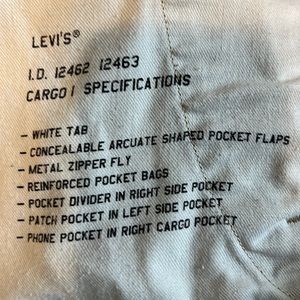 LEVI'S®
I.D. 12462 12463
CARGO I SPECIFICATIONS
- WHITE TAB
- CONCEALABLE ARCUATE SHAPED POCKET FLAPS
- METAL ZIPPER FLY
- REINFORCED POCKET BAGS
- POCKET DIVIDER IN RIGHT SIDE POCKET
- PATCH POCKET IN LEFT SIDE POCKET
- PHONE POCKET IN RIGHT CARGO POCKET